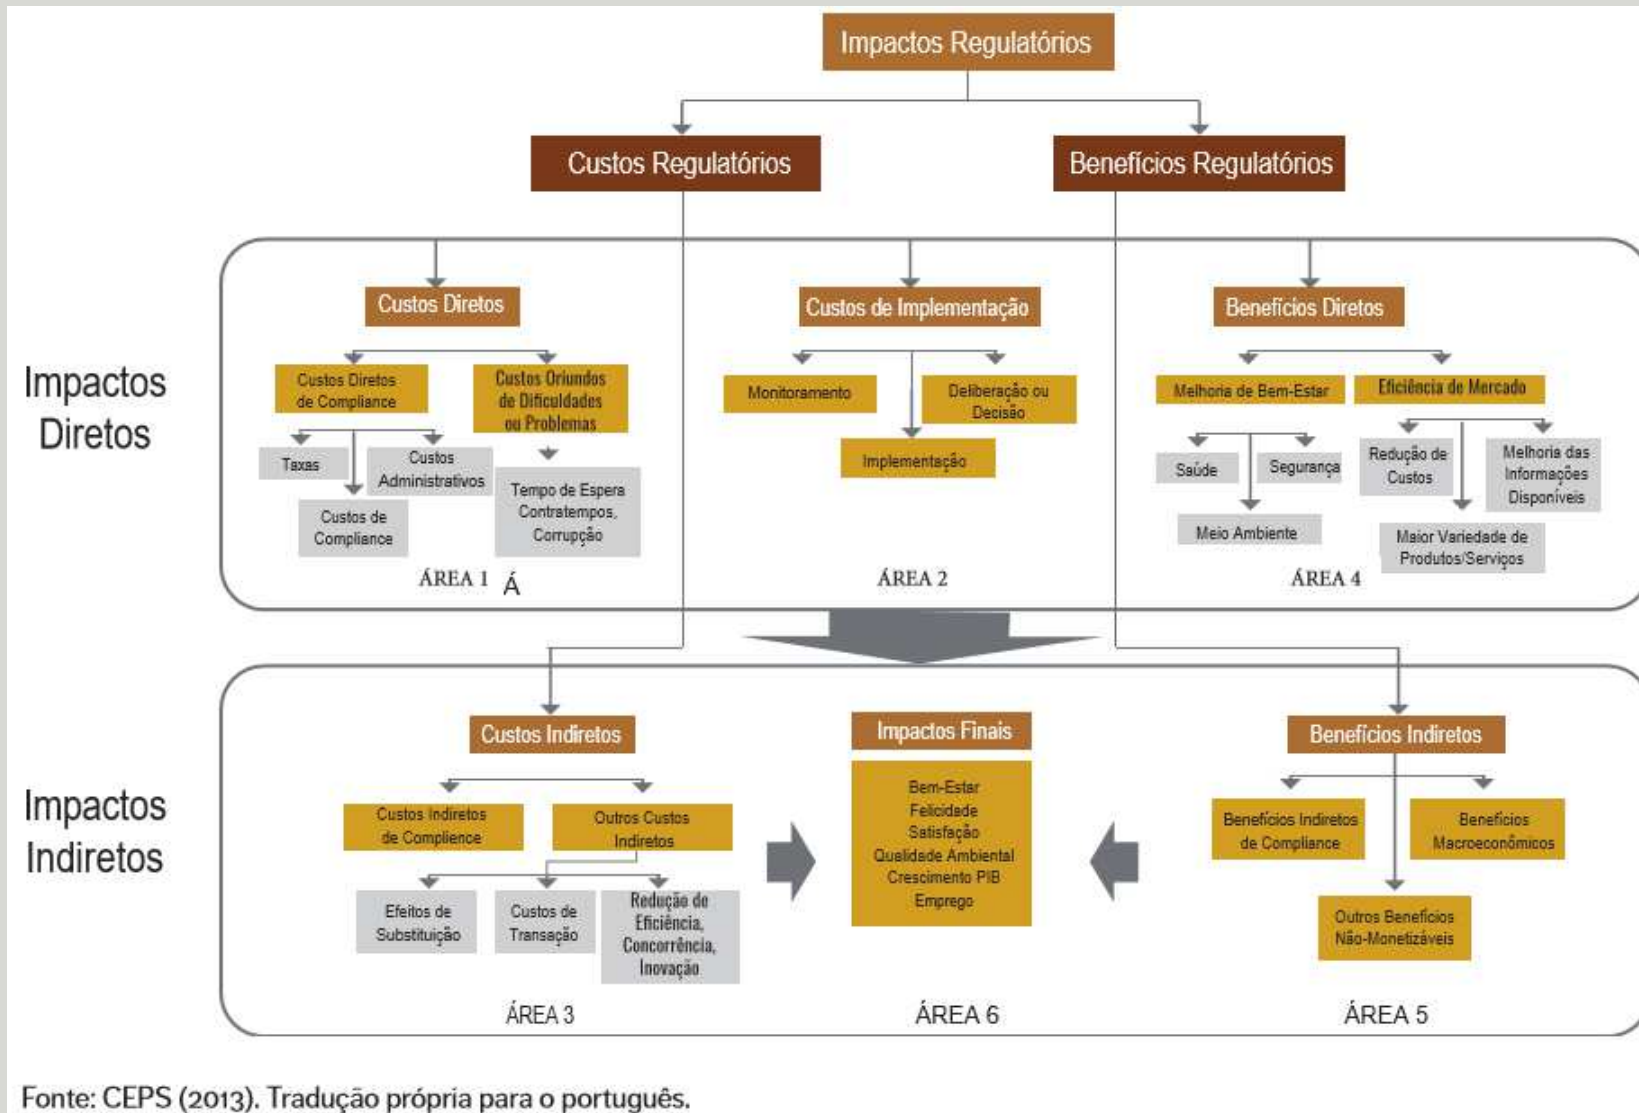 Impactos Regulatórios
Custos Regulatórios
Benefícios Regulatórios
Impactos
Diretos
Custos Diretos
Custos Diretos
de Compliance
Custos Oriundos
de Dificuldades
ou Problemas
Taxas
Custos
Administrativos
Custos de
Compliance
Tempo de Espera
Contratempos,
Corrupção
ÁREA 1
Á
Custos de Implementação
Monitoramento
Deliberação ou
Decisão
Implementação
ÁREA 2
Benefícios Diretos
Melhoria de Bem-Estar
Eficiência de Mercado
Saúde
Segurança
Meio Ambiente
Redução de
Custos
Melhoria das
Informações
Disponíveis
Maior Variedade de
Produtos/Serviços
ÁREA 4
Impactos
Indiretos
Custos Indiretos
Custos Indiretos
de Complience
Outros Custos
Indiretos
Efeitos de
Substituição
Custos de
Transação
Redução de
Eficiência,
Concorrência,
Inovação
ÁREA 3
Impactos Finais
Bem-Estar
Felicidade
Satisfação
Qualidade Ambiental
Crescimento PIB
Emprego
ÁREA 6
Benefícios Indiretos
Benefícios Indiretos
de Compliance
Benefícios
Macroeconômicos
Outros Benefícios
Não-Monetizáveis
ÁREA 5
Fonte: CEPS (2013). Tradução própria para o português.